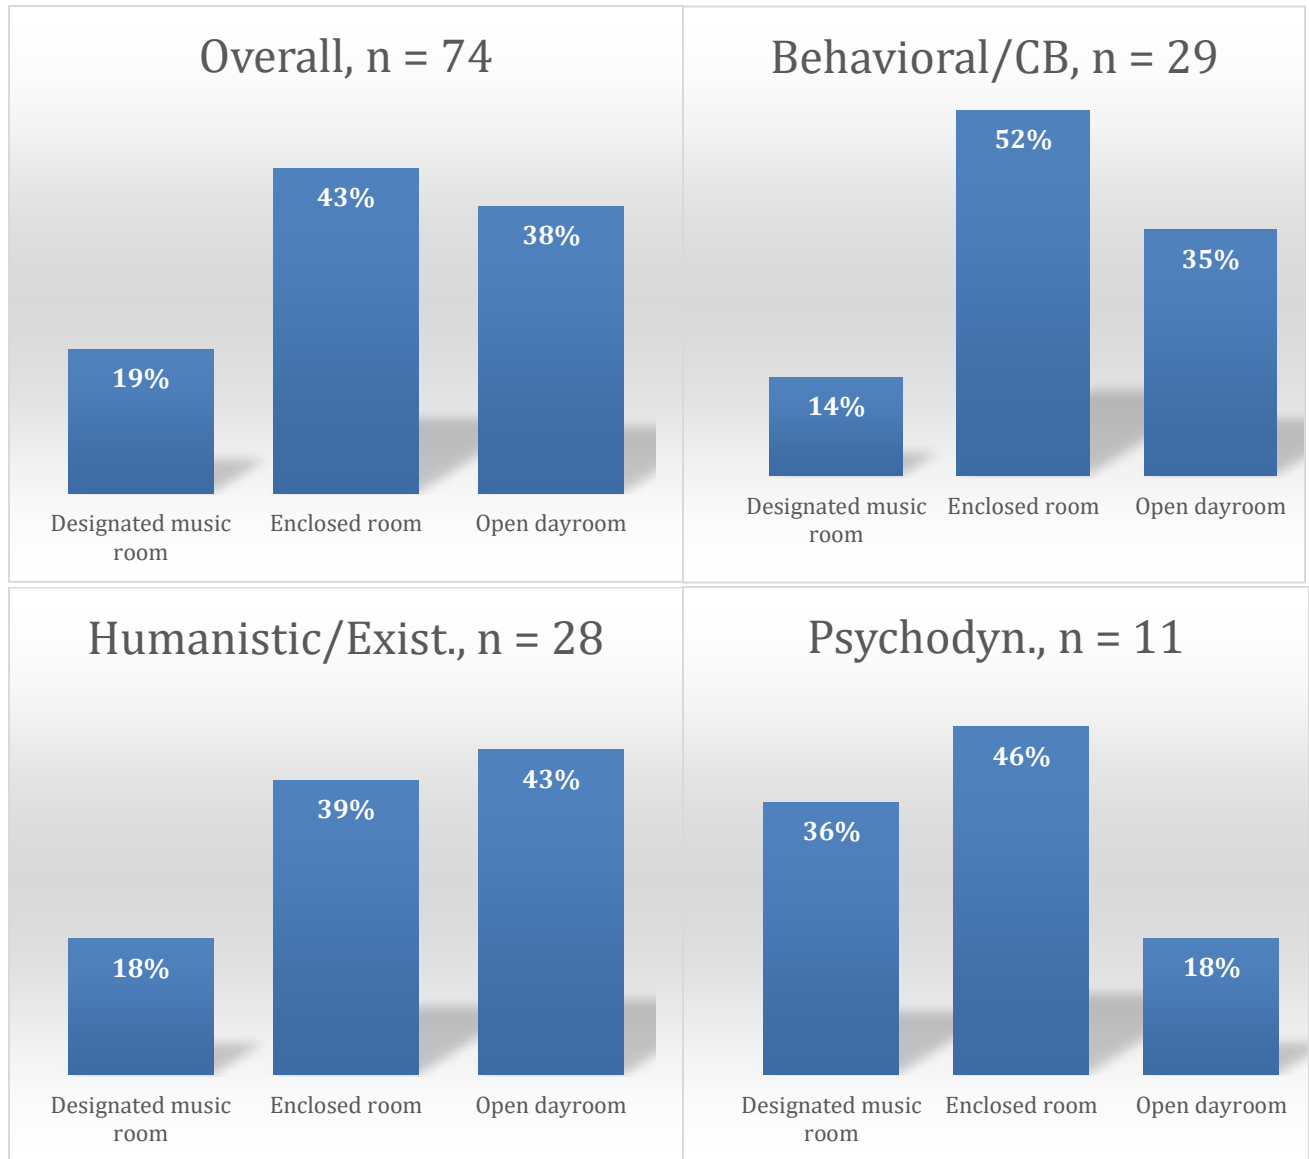 Overall, n = 74
43%
38%
19%
Designated music
room
Enclosed room
Open dayroom
Behavioral/CB, n = 29
52%
35%
14%
Designated music
room
Enclosed room
Open dayroom
Humanistic/Exist., n = 28
43%
39%
18%
Designated music
room
Enclosed room
Open dayroom
Psychodyn., n = 11
46%
36%
18%
Designated music
room
Enclosed room
Open dayroom